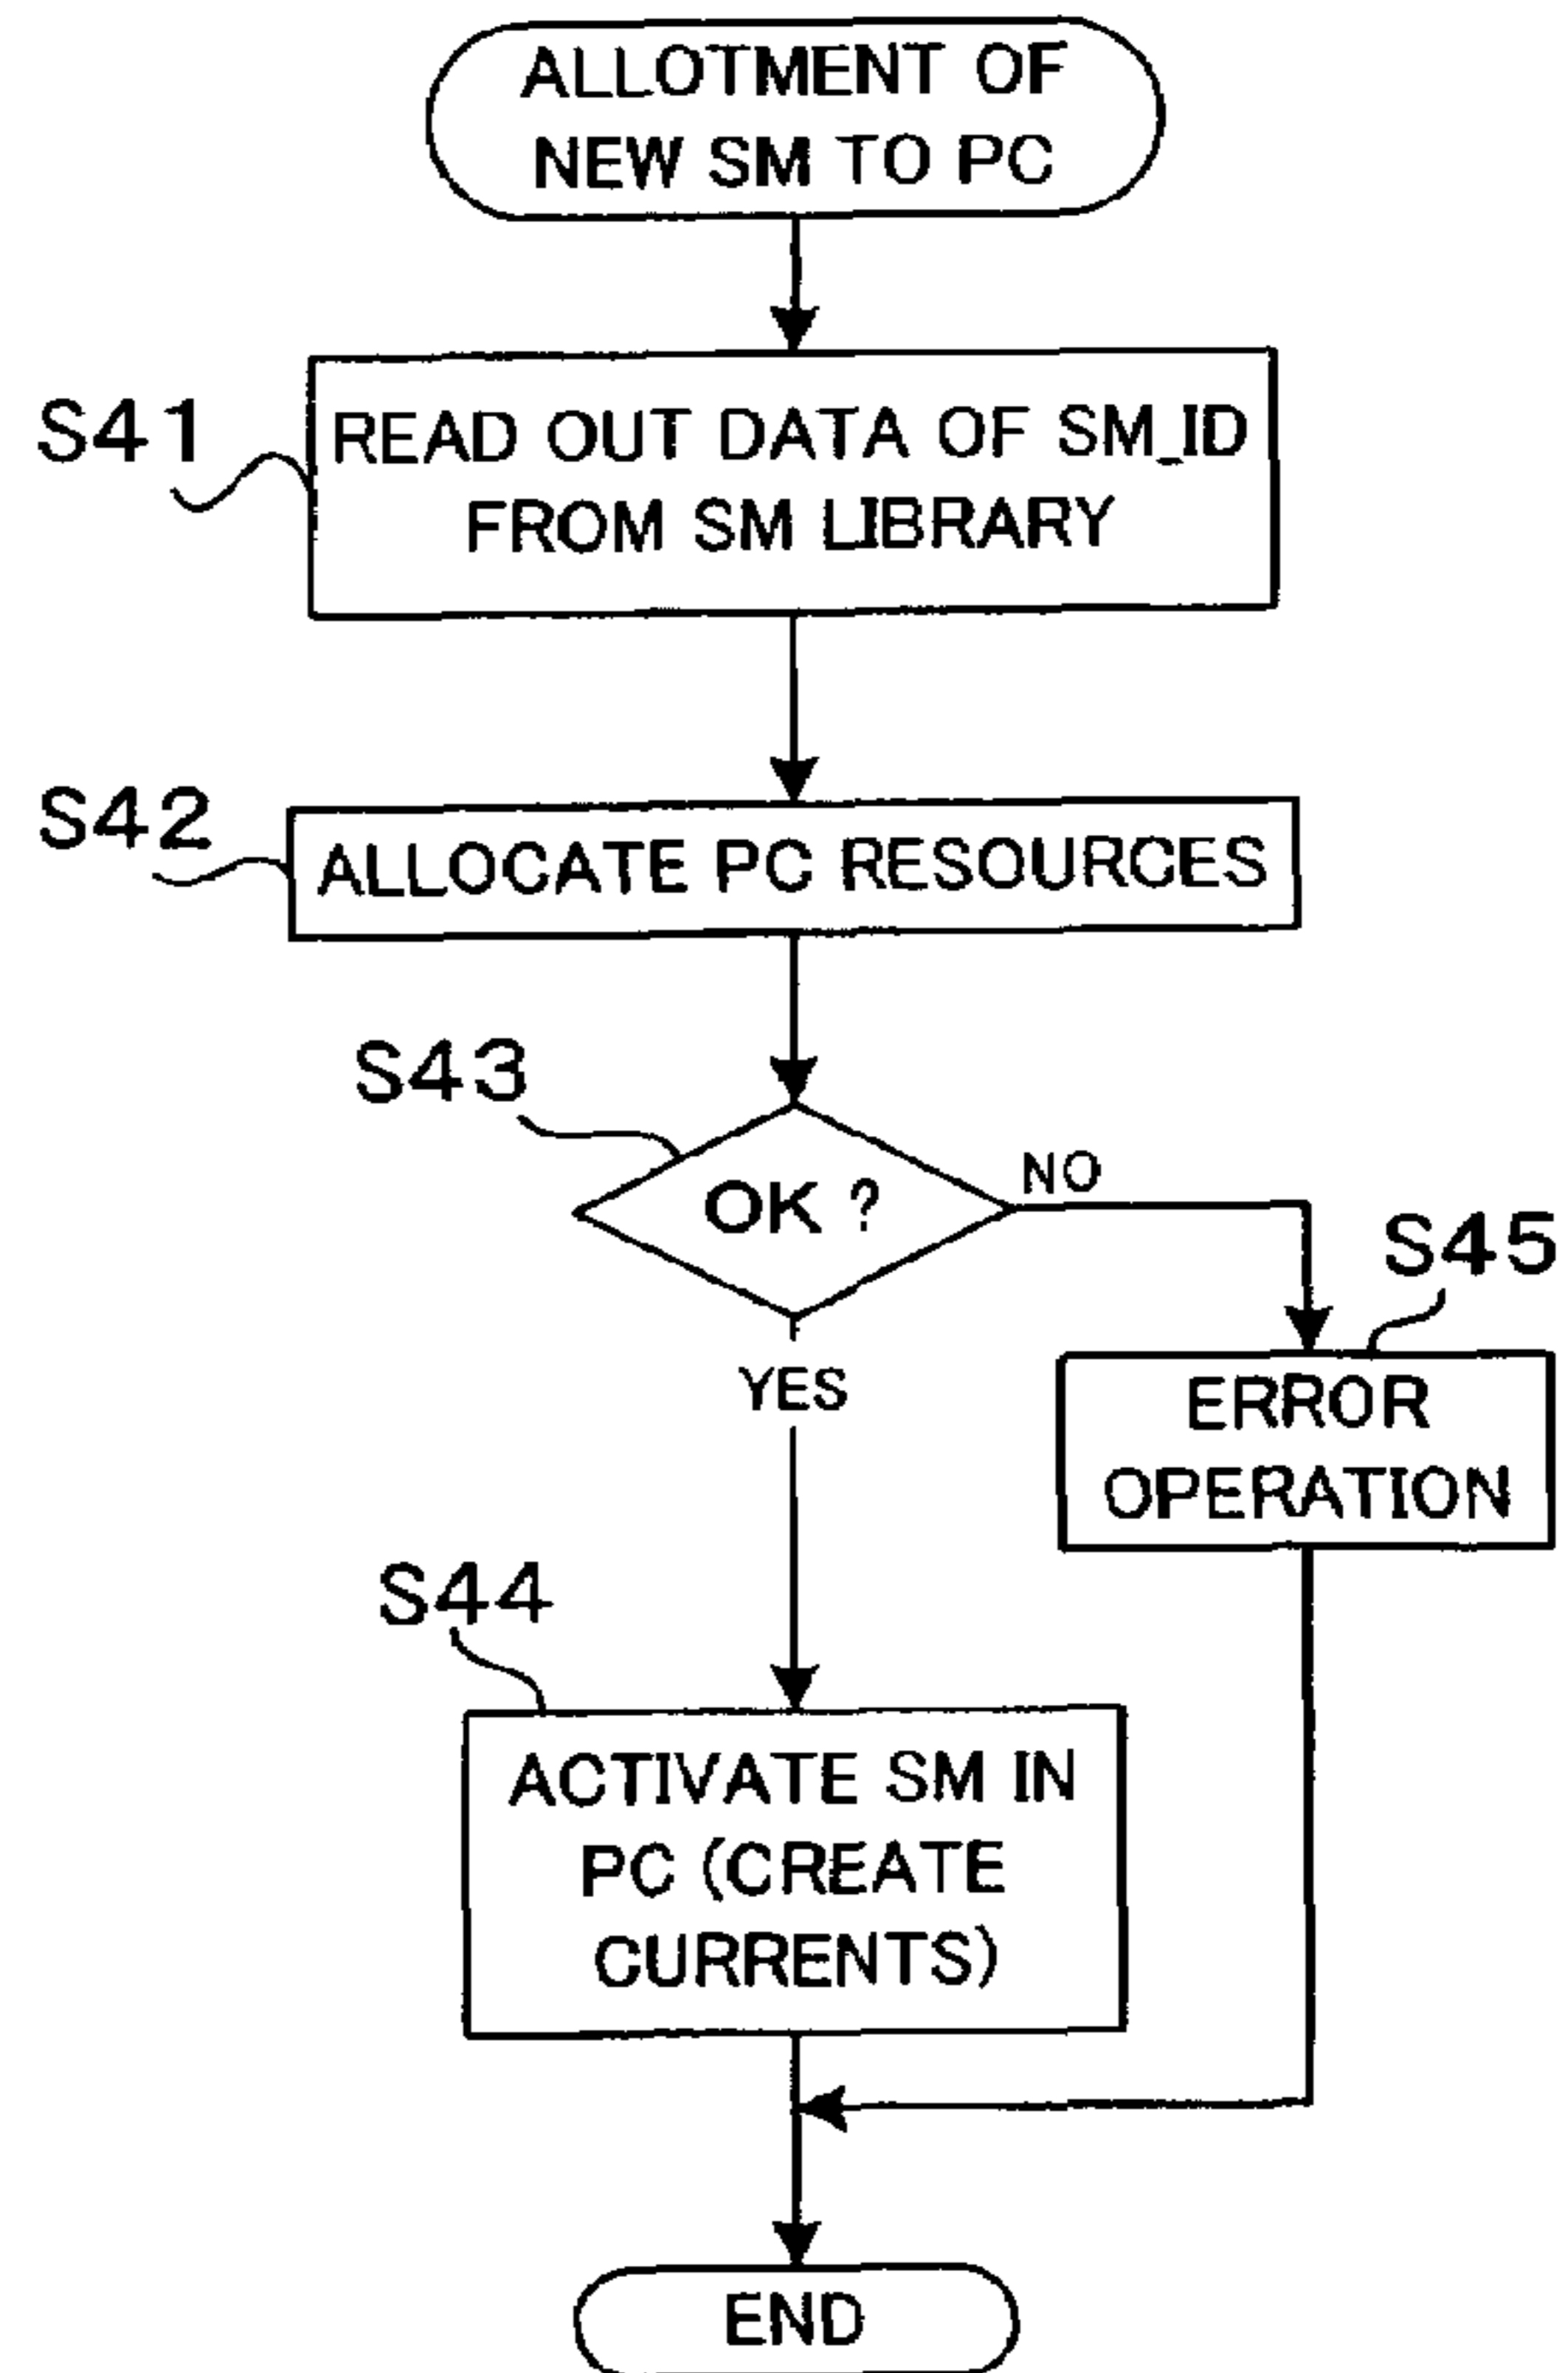 ALLOTMENT OF
NEW SM TO PC
S41
READ OUT DATA OF SM_ID
FROM SM LIBRARY
S42
ALLOCATE PC RESOURCES
S43
OK ?
NO
S45
YES
ERROR
OPERATION
S44
ACTIVATE SM IN
PC (CREATE
CURRENTS)
END